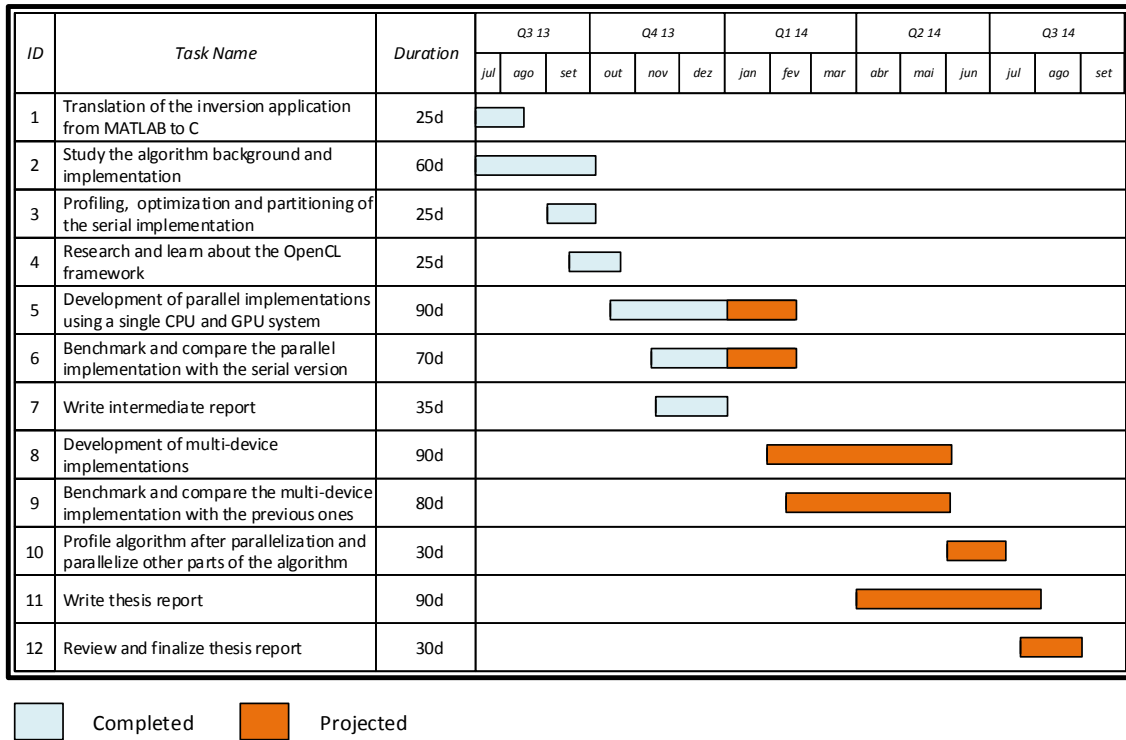 ID Task Name Duration Q3 13 Q4 13 Q1 14 Q2 14 Q3 14
jul ago set out nov dez jan fev mar abr mai jun jul ago set
1 Translation of the inversion application
from MATLAB to C 25d
2 Study the algorithm background and
implementation 60d
3 Profiling, optimization and partitioning of
the serial implementation 25d
4 Research and learn about the OpenCL
framework 25d
5 Development of parallel implementations
using a single CPU and GPU system 90d
6 Benchmark and compare the parallel
implementation with the serial version 70d
7 Write intermediate report 35d
8 Development of multi-device
implementations 90d
9 Benchmark and compare the multi-device
implementation with the previous ones 80d
10 Profile algorithm after parallelization and
parallelize other parts of the algorithm 30d
11 Write thesis report 90d
12 Review and finalize thesis report 30d
Completed Projected